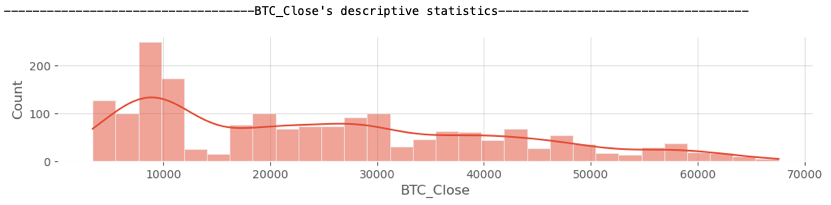 -----------------------------------BTC_Close's descriptive statistics-----------------------------------
Count
200
100
0
10000 20000 30000 40000 50000 60000 70000
BTC_Close